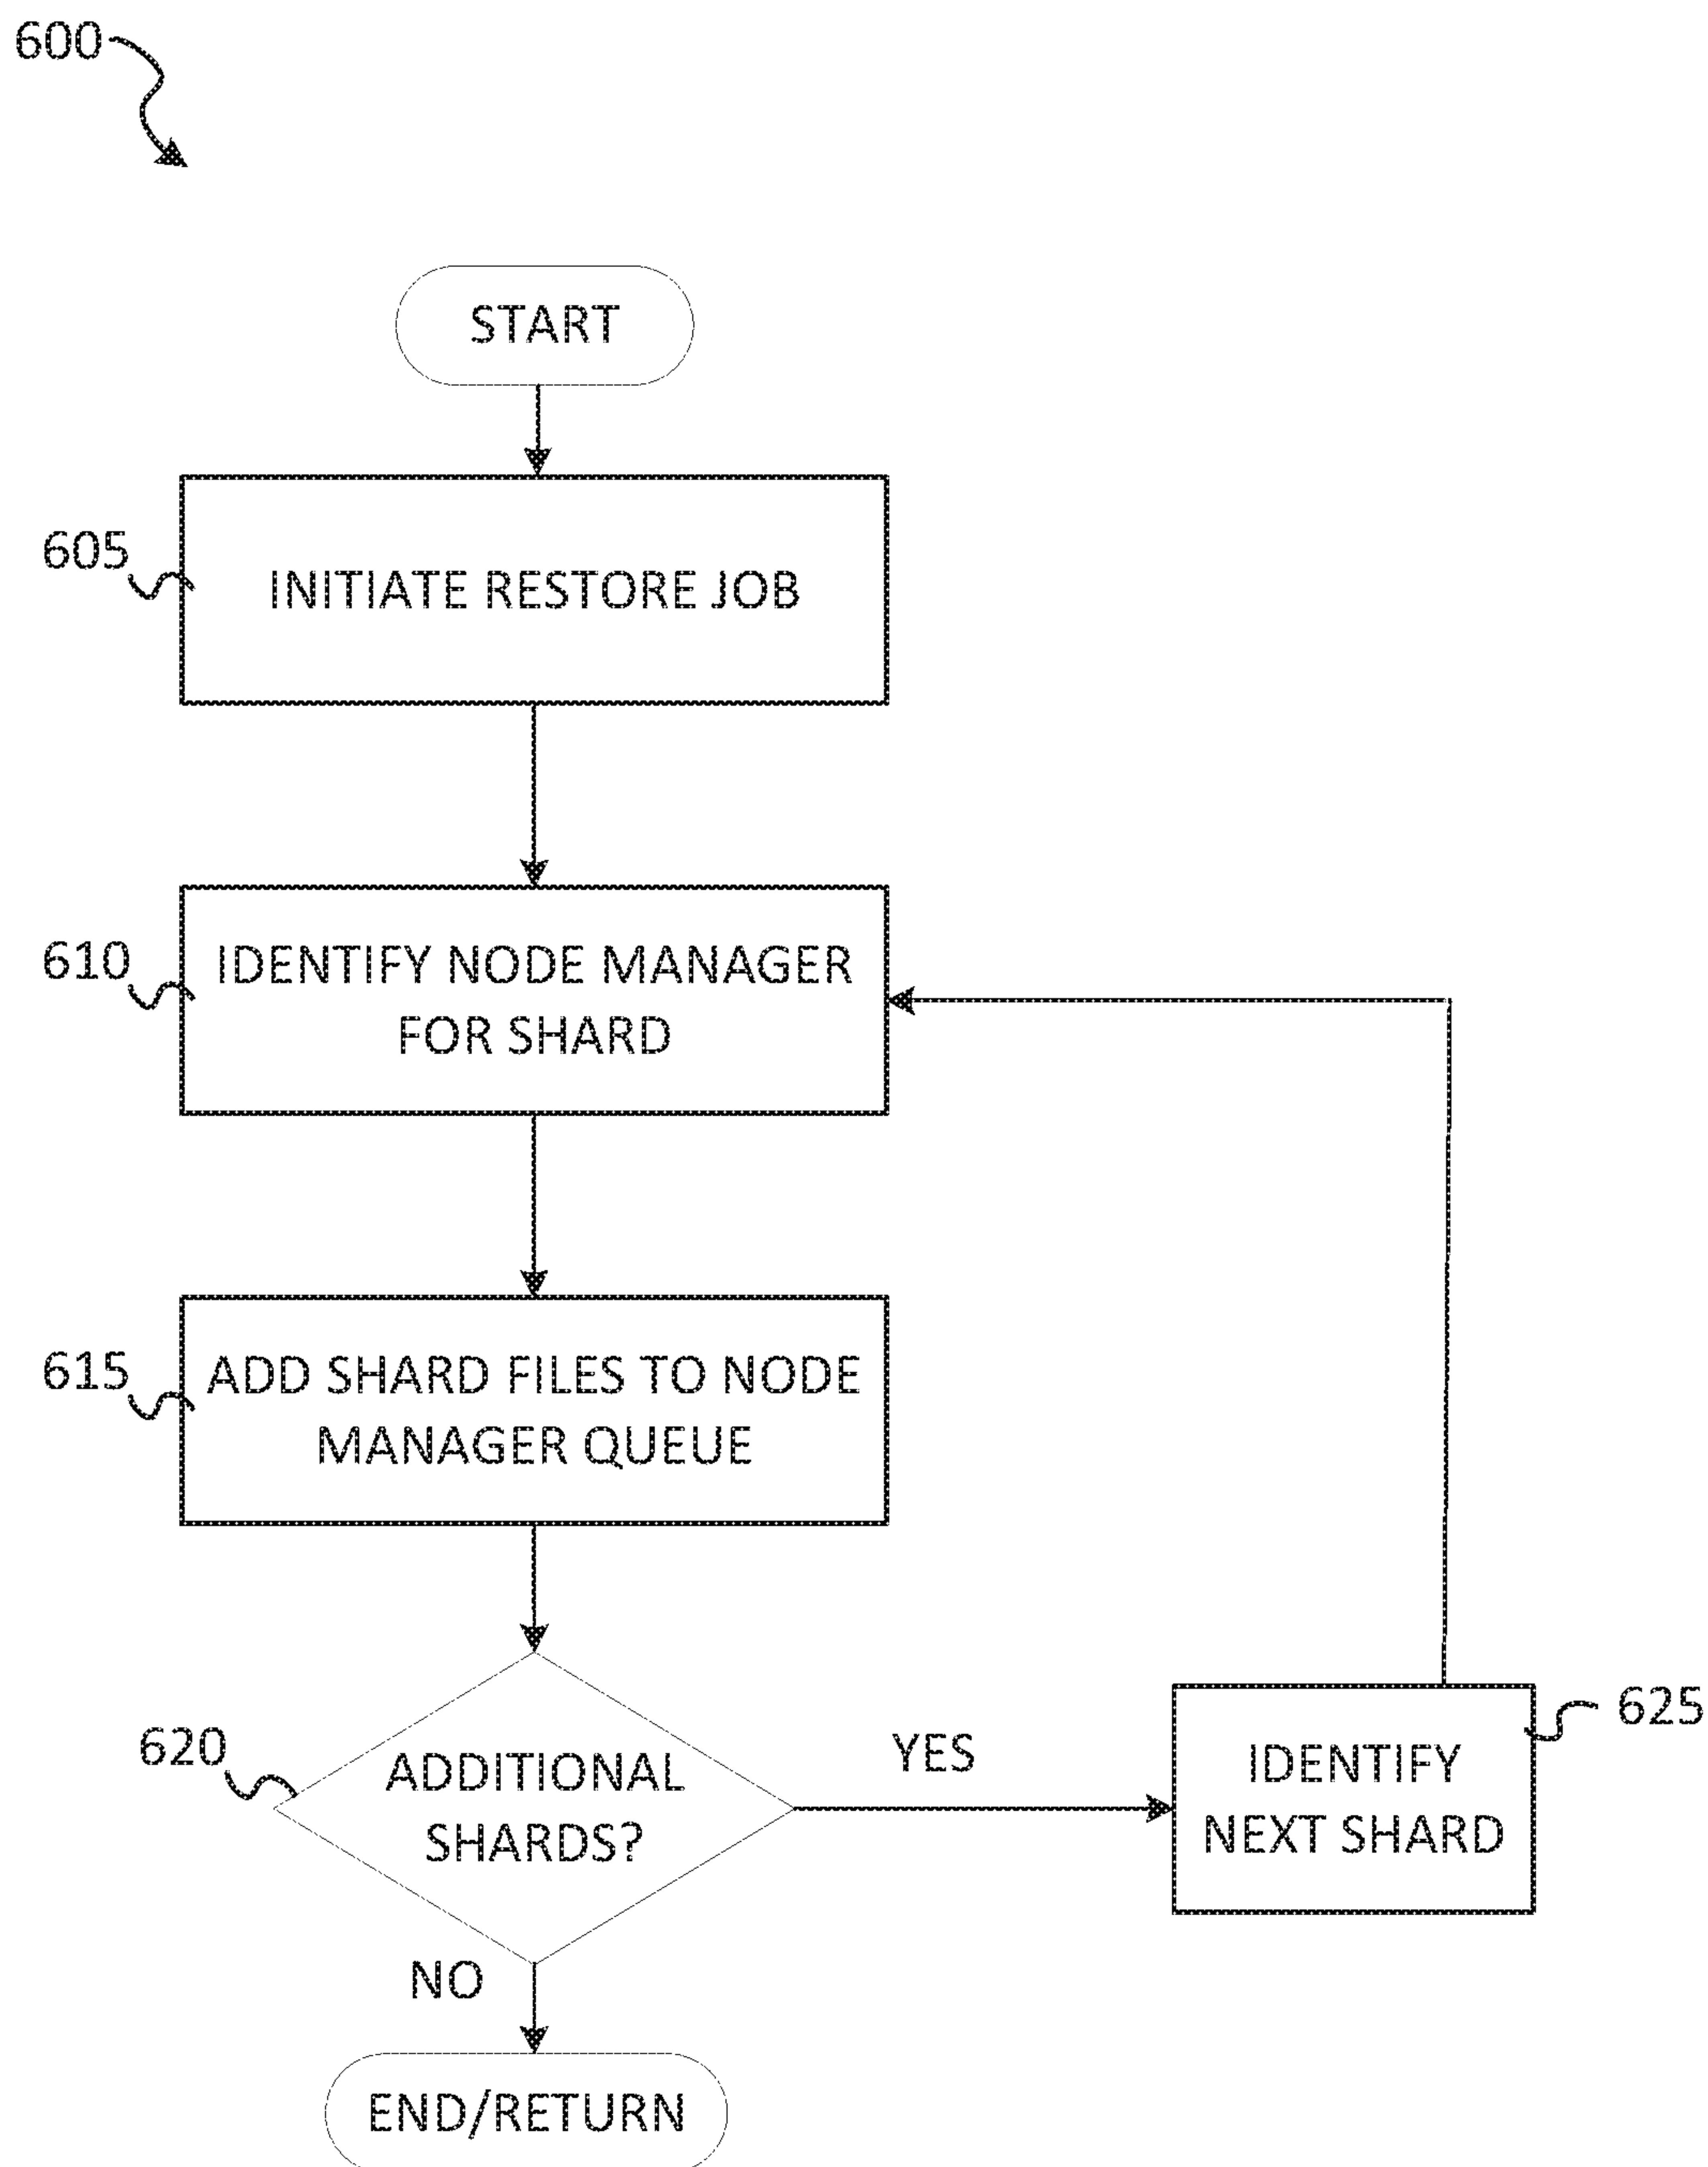 600
START
605
INITIATE RESTORE JOB
610
IDENTIFY NODE MANAGER
FOR SHARD
615
ADD SHARD FILES TO NODE
MANAGER QUEUE
620
ADDITIONAL
SHARDS?
YES
625
IDENTIFY
NEXT SHARD
NO
END/RETURN